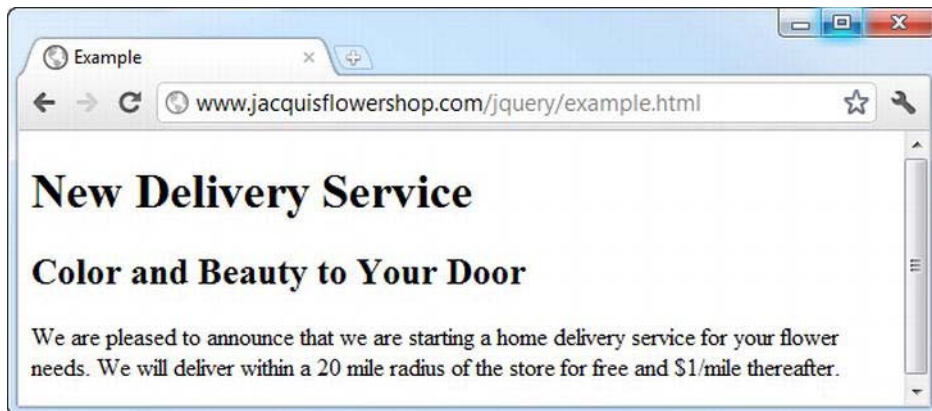 Example
www.jacquisflowershop.com/jquery/example.html
New Delivery Service
Color and Beauty to Your Door
We are pleased to announce that we are starting a home delivery service for your flower
needs. We will deliver within a 20 mile radius of the store for free and $1/mile thereafter.